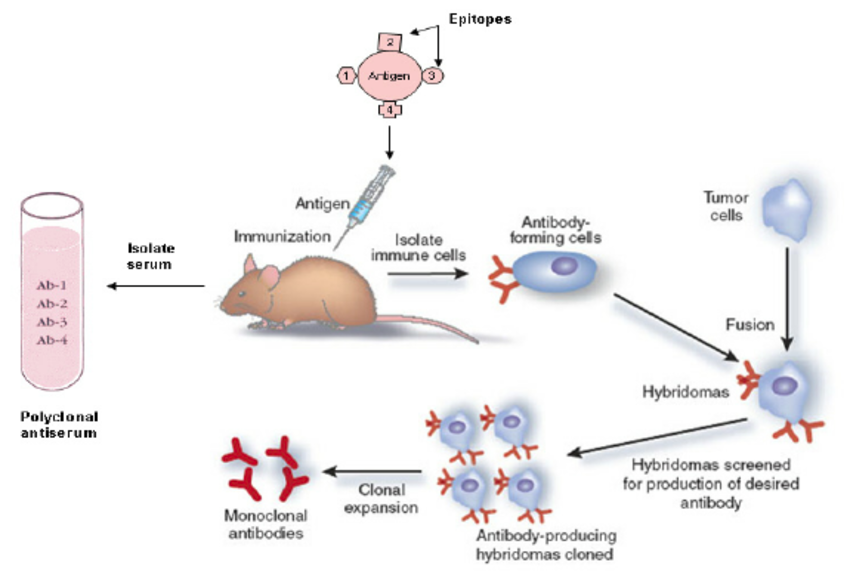 Epitopes
2
1
Antigen
3
4
Antigen
Immunization
Isolate
immune cells
Antibody-
forming cells
Tumor
cells
Isolate
serum
Ab-1
Ab-2
Ab-3
Ab-4
Polyclonal
antiserum
Fusion
Hybridomas
Hybridomas screened
for production of desired
antibody
Antibody-producing
hybridomas cloned
Clonal
expansion
Monoclonal
antibodies